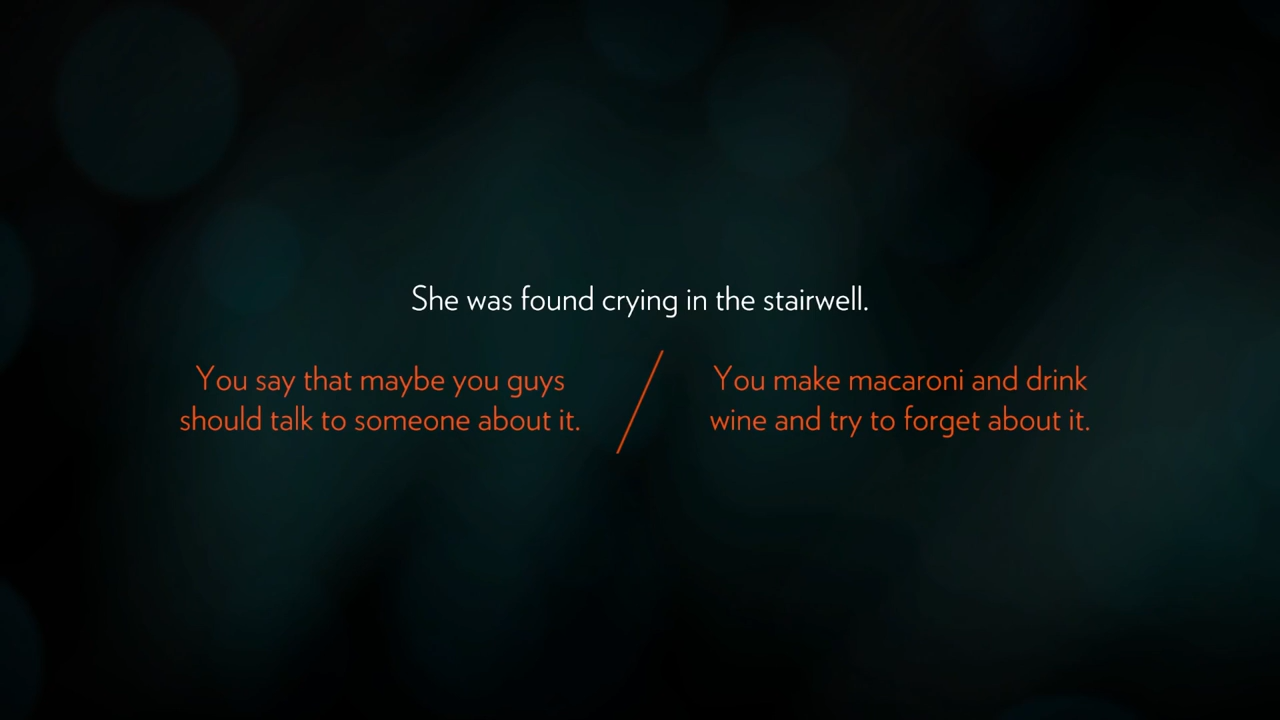 She was found crying in the stairwell.
You say that maybe you guys
should talk to someone about it.
You make macaroni and drink
wine and try to forget about it.